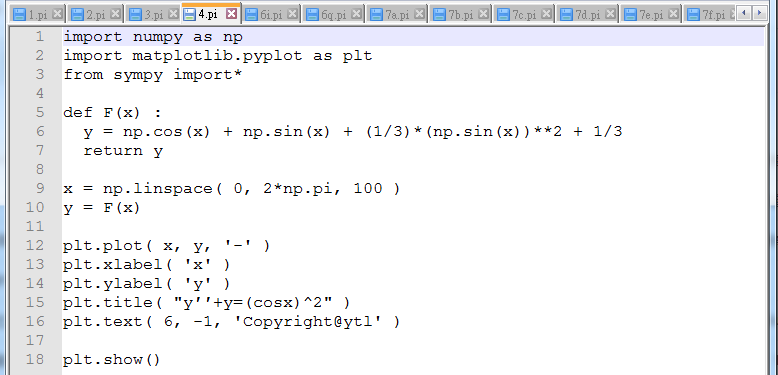 1.pi 2.pi 3.pi 4.pi 6i.pi 6q.pi 7a.pi 7b.pi 7c.pi 7d.pi 7e.pi 7f.pi
1 import numpy as np
2 import matplotlib.pyplot as plt
3 from sympy import*
4
5 def F(x) :
6   y = np.cos(x) + np.sin(x) + (1/3)*(np.sin(x))**2 + 1/3
7   return y
8
9 x = np.linspace( 0, 2*np.pi, 100 )
10 y = F(x)
11
12 plt.plot( x, y, '-' )
13 plt.xlabel( 'x' )
14 plt.ylabel( 'y' )
15 plt.title( "y''+y=(cosx)^2" )
16 plt.text( 6, -1, 'Copyright@ytl' )
17
18 plt.show()